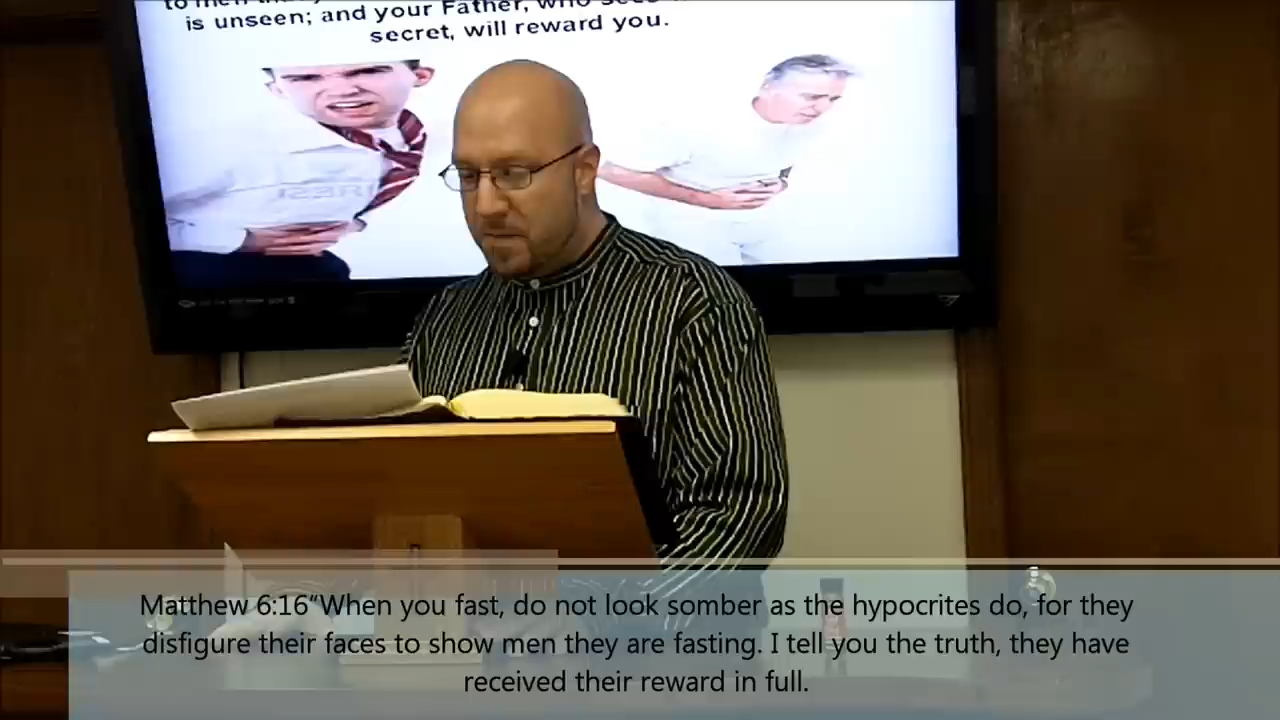 is unseen; and your Father, who
secret, will reward you.
Matthew 6:16“When you fast, do not look somber as the hypocrites do, for they
disfigure their faces to show men they are fasting. I tell you the truth, they have
received their reward in full.